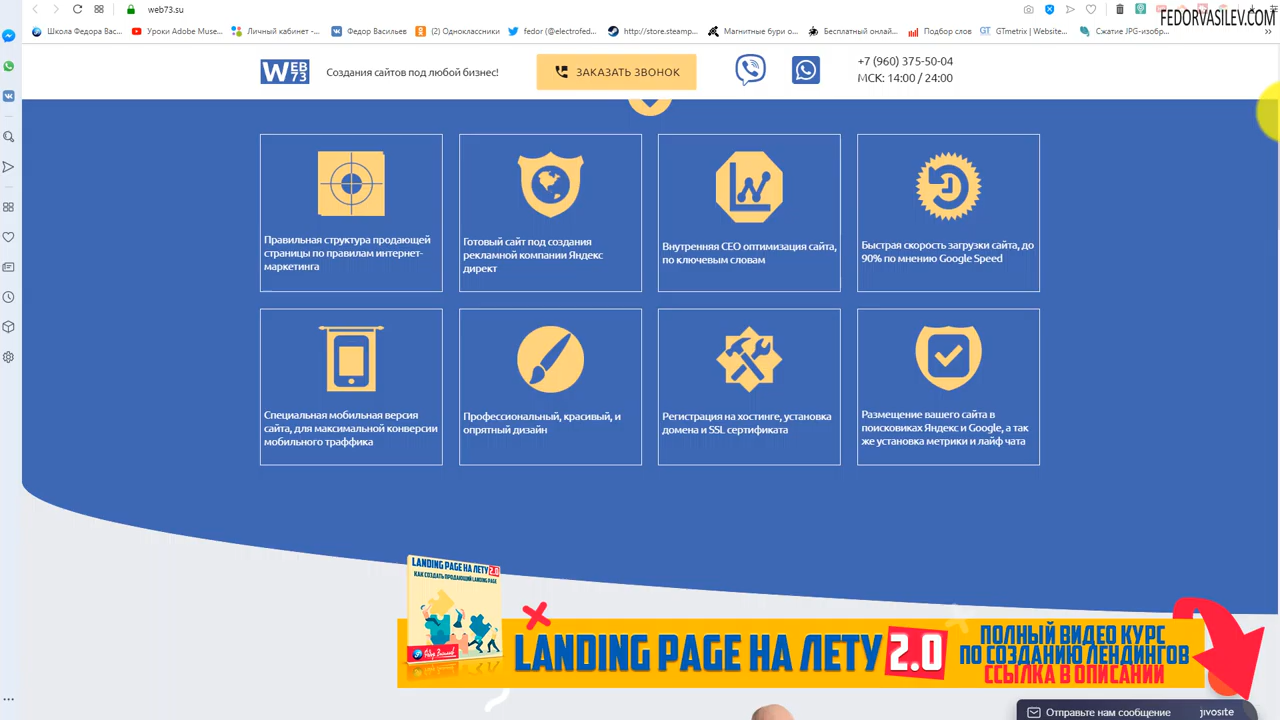 web73.su
FEDORVASILEV.COM
Школа Федора Вас...
Уроки Adobe Muse...
Личный кабинет -...
Федор Васильев
(2) Одноклассники
fedor (@electrofed...
http://store.steamp...
Магнитные бури о...
Бесплатный онлай...
Подбор слов
GTmetrix | Website...
Сжатие JPG-изобр...
WEB 73
Создания сайтов под любой бизнес!
ЗАКАЗАТЬ ЗВОНОК
+7 (960) 375-50-04
МСК: 14:00 / 24:00
Правильная структура продающей
страницы по правилам интернет-
маркетинга
Готовый сайт под создания
рекламной компании Яндекс
директ
Внутренняя СЕО оптимизация сайта,
по ключевым словам
Быстрая скорость загрузки сайта, до
90% по мнению Google Speed
Специальная мобильная версия
сайта, для максимальной конверсии
мобильного траффика
Профессиональный, красивый, и
опрятный дизайн
Регистрация на хостинге, установка
домена и SSL сертификата
Размещение вашего сайта в
поисковиках Яндекс и Google, а так
же установка метрики и лайф чата
LANDING PAGE НА ЛЕТУ 2.0
КАК СОЗДАТЬ ПРОДАЮЩИЙ LANDING PAGE
Федор Васильев
LANDING PAGE НА ЛЕТУ 2.0
ПОЛНЫЙ ВИДЕО КУРС
ПО СОЗДАНИЮ ЛЕНДИНГОВ
ССЫЛКА В ОПИСАНИИ
Отправьте нам сообщение
jivosite